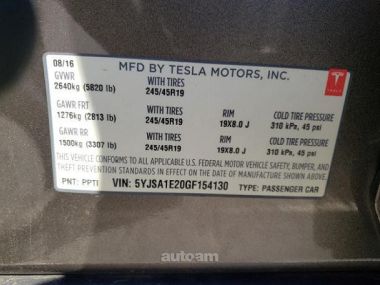 08/16 MFD BY TESLA MOTORS, INC.
GVWR WITH TIRES
2640kg (5820 lb) 245/45R19
GAWR FRT WITH TIRES RIM COLD TIRE PRESSURE
1276kg (2813 lb) 245/45R19 19X8.0 J 310 kPa, 45 psi
GAWR RR WITH TIRES RIM COLD TIRE PRESSURE
1500kg (3307 lb) 245/45R19 19X8.0 J 310 kPa, 45 psi
THIS VEHICLE CONFORMS TO ALL APPLICABLE U.S. FEDERAL MOTOR VEHICLE SAFETY, BUMPER,
AND THEFT PREVENTION STANDARDS IN EFFECT ON THE DATE OF MANUFACTURE SHOWN ABOVE.
PNT: PPTI VIN: 5YJSA1E20GF154130 TYPE: PASSENGER CAR
TESLA
autoam